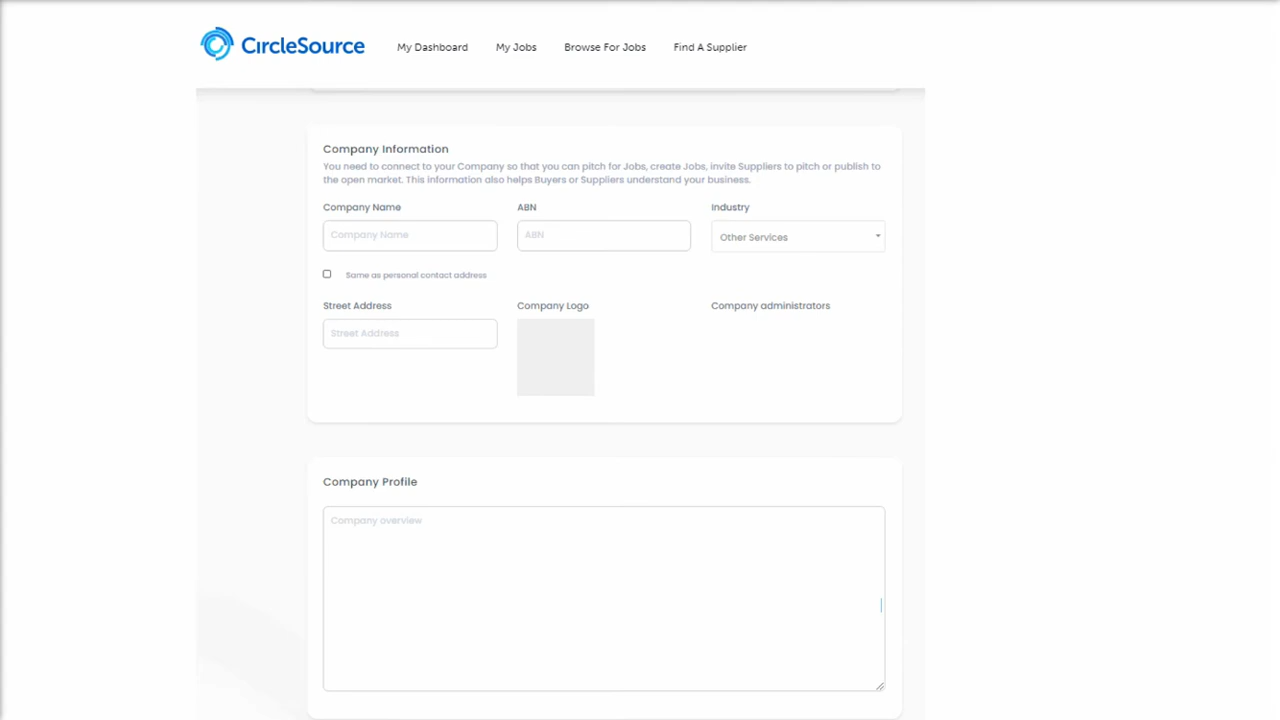 CircleSource My Dashboard My Jobs Browse For Jobs Find A Supplier
Company Information
You need to connect to your Company so that you can pitch for Jobs, create Jobs, invite Suppliers to pitch or publish to
the open market. This information also helps Buyers or Suppliers understand your business.
Company Name ABN Industry
Company Name ABN Other Services
Same as personal contact address
Street Address Company Logo Company administrators
Street Address
Company Profile
Company overview